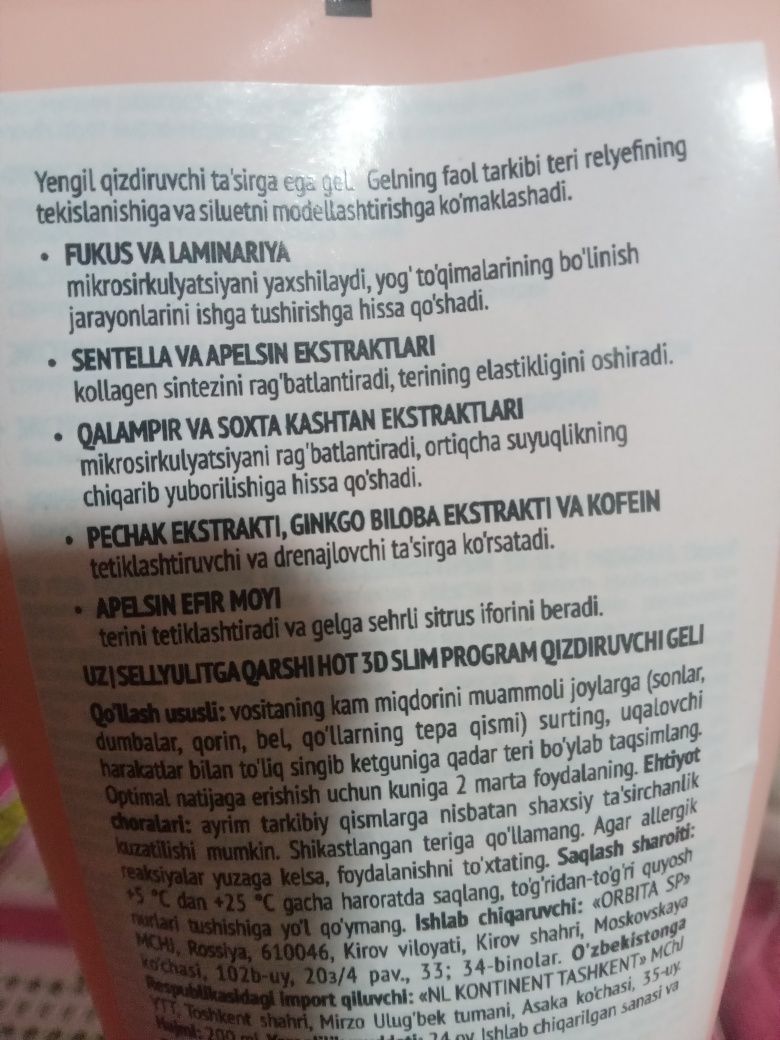 Yengil qizdiruvchi ta'sirga ega gel. Gelning faol tarkibi teri relyefining
tekislanishiga va siluetni modellashtirishga ko'maklashadi.
• FUKUS VA LAMINARIYA
mikrosirkulyatsiyani yaxshilaydi, yog' to'qimalarining bo'linish
jarayonlarini ishga tushirishga hissa qo'shadi.
• SENTELLA VA APELSIN EKSTRAKTLARI
kollagen sintezini rag'batlantiradi, terining elastikligini oshiradi.
• QALAMPIR VA SOXTA KASHTAN EKSTRAKTLARI
mikrosirkulyatsiyani rag'batlantiradi, ortiqcha suyuqlikning
chiqarib yuborilishiga hissa qo'shadi.
• PECHAK EKSTRAKTI, GINKGO BILOBA EKSTRAKTI VA KOFEIN
tetiklashtiruvchi va drenajlovchi ta'sirga ko'rsatadi.
• APELSIN EFIR MOYI
terini tetiklashtiradi va gelga sehrli sitrus iforini beradi.
UZ| SELLYULITGA QARSHI HOT 3D SLIM PROGRAM QIZDIRUVCHI GELI
Qo'llash ususli: vositaning kam miqdorini muammoli joylarga (sonlar,
dumbalar, qorin, bel, qo'llarning tepa qismi) surting, uqalovchi
harakatlar bilan to'liq singib ketguniga qadar teri bo'ylab taqsimlang.
Optimal natijaga erishish uchun kuniga 2 marta foydalaning. Ehtiyot
choralari: ayrim tarkibiy qismlarga nisbatan shaxsiy ta'sirchanlik
kuzatilishi mumkin. Shikastlangan teriga qo'llamang. Agar allergik
reaksiyalar yuzaga kelsa, foydalanishni to'xtating. Saqlash sharoiti:
+5 °C dan +25 °C gacha haroratda saqlang, to'g'ridan-to'g'ri quyosh
nurlari tushishiga yo'l qo'ymang. Ishlab chiqaruvchi: «ORBITA SP»
MCHJ, Rossiya, 610046, Kirov viloyati, Kirov shahri, Moskovskaya
ko'chasi, 102b-uy, 203/4 pav., 33; 34-binolar. O'zbekistonga
Respublikasidagi import qiluvchi: «NL KONTINENT TASHKENT» MChJ
YTT, Toshkent shahri, Mirzo Ulug'bek tumani, Asaka ko'chasi, 35-uy.
Hajmi: 200 ml. 24 oy. Ishlab chiqarilgan sanasi va